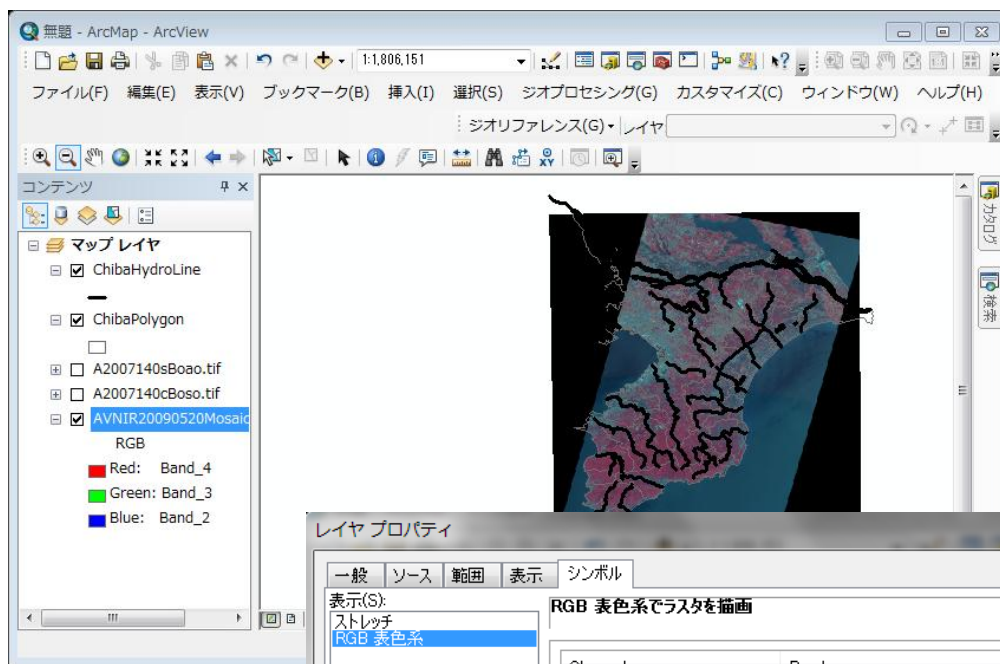 無題 - ArcMap - ArcView
1:1,806,151
ファイル(F) 編集(E) 表示(V) ブックマーク(B) 挿入(I) 選択(S) ジオプロセシング(G) カスタマイズ(C) ウィンドウ(W) ヘルプ(H)
ジオリファレンス(G) レイヤ
コンテンツ
マップ レイヤ
ChibaHydroLine
ChibaPolygon
A2007140sBoao.tif
A2007140cBoso.tif
AVNIR20090520Mosaic
RGB
Red: Band_4
Green: Band_3
Blue: Band_2
カタログ
検索
レイヤ プロパティ
一般 ソース 範囲 表示 シンボル
表示(S):
ストレッチ
RGB 表色系
RGB 表色系でラスタを描画